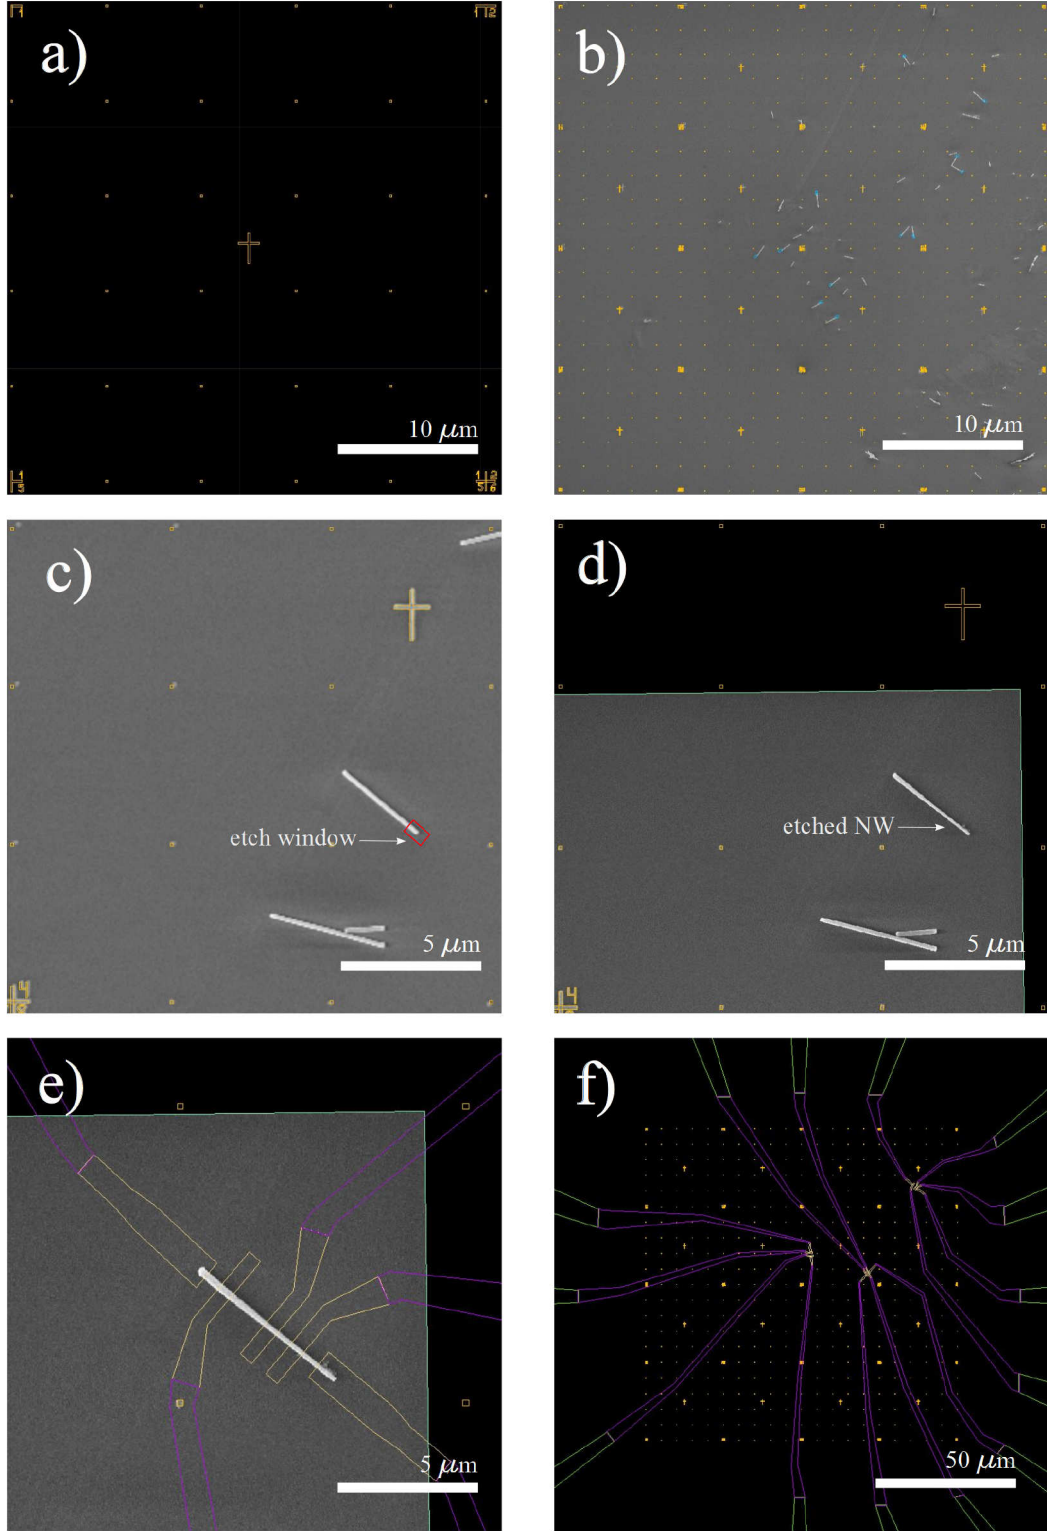 a)
10 μm
b)
10 μm
c)
etch window
5 μm
d)
etched NW
5 μm
e)
5 μm
f)
50 μm